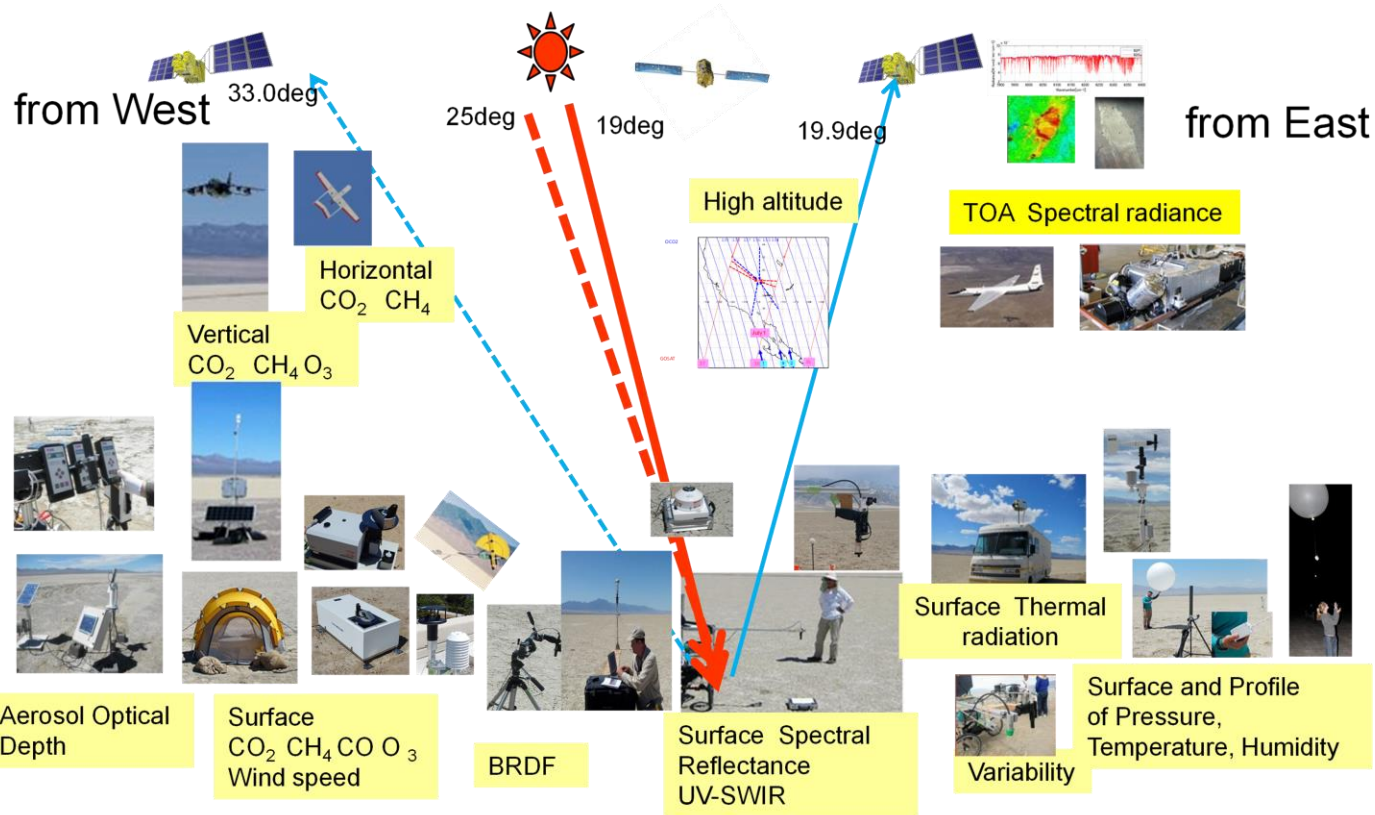 from West
33.0deg
25deg
19deg
19.9deg
from East
High altitude
TOA Spectral radiance
Horizontal
CO2 CH4
Vertical
CO2 CH4 O3
Aerosol Optical
Depth
Surface
CO2 CH4 CO O3
Wind speed
BRDF
Surface Spectral
Reflectance
UV-SWIR
Surface Thermal
radiation
Variability
Surface and Profile
of Pressure,
Temperature, Humidity